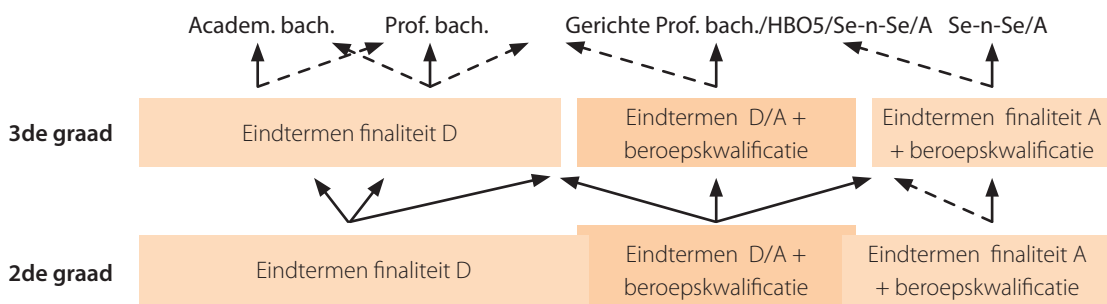 Academ. bach. Prof. bach. Gerichte Prof. bach./HBO5/Se-n-Se/A Se-n-Se/A
3de graad
Eindtermen finaliteit D
Eindtermen D/A +
beroepskwalificatie
Eindtermen finaliteit A
+ beroepskwalificatie
2de graad
Eindtermen finaliteit D
Eindtermen D/A +
beroepskwalificatie
Eindtermen finaliteit A
+ beroepskwalificatie